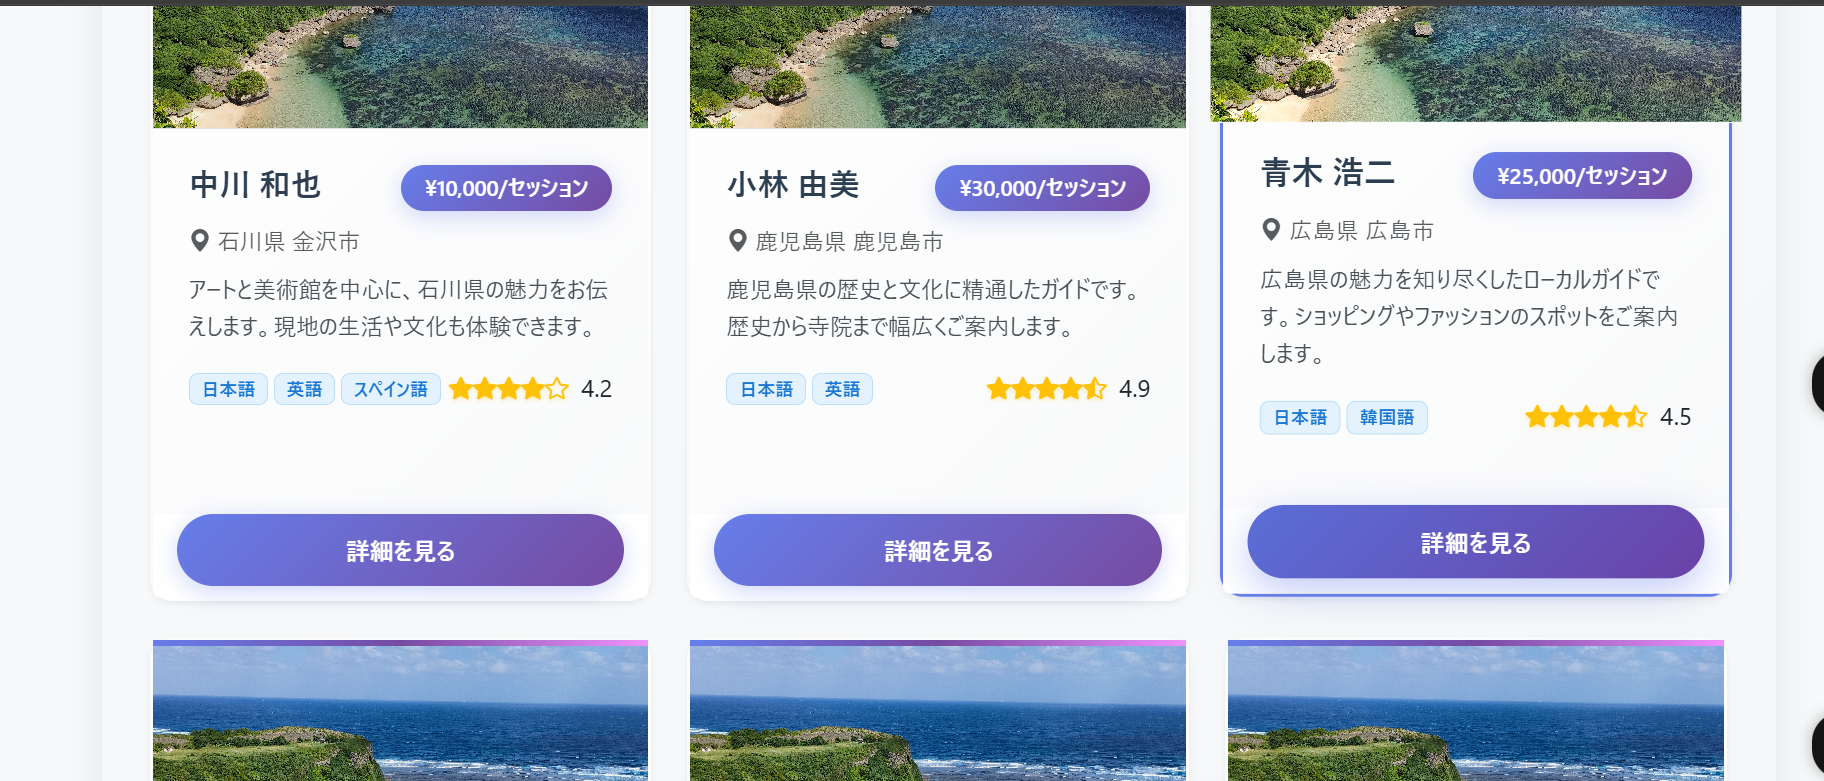 中川 和也
¥10,000/セッション
石川県 金沢市
アートと美術館を中心に、石川県の魅力をお伝
えします。現地の生活や文化も体験できます。
日本語 英語 スペイン語 4.2
詳細を見る
小林 由美
¥30,000/セッション
鹿児島県 鹿児島市
鹿児島県の歴史と文化に精通したガイドです。
歴史から寺院まで幅広くご案内します。
日本語 英語 4.9
詳細を見る
青木 浩二
¥25,000/セッション
広島県 広島市
広島県の魅力を知り尽くしたローカルガイドで
す。ショッピングやファッションのスポットをご案内
します。
日本語 韓国語 4.5
詳細を見る